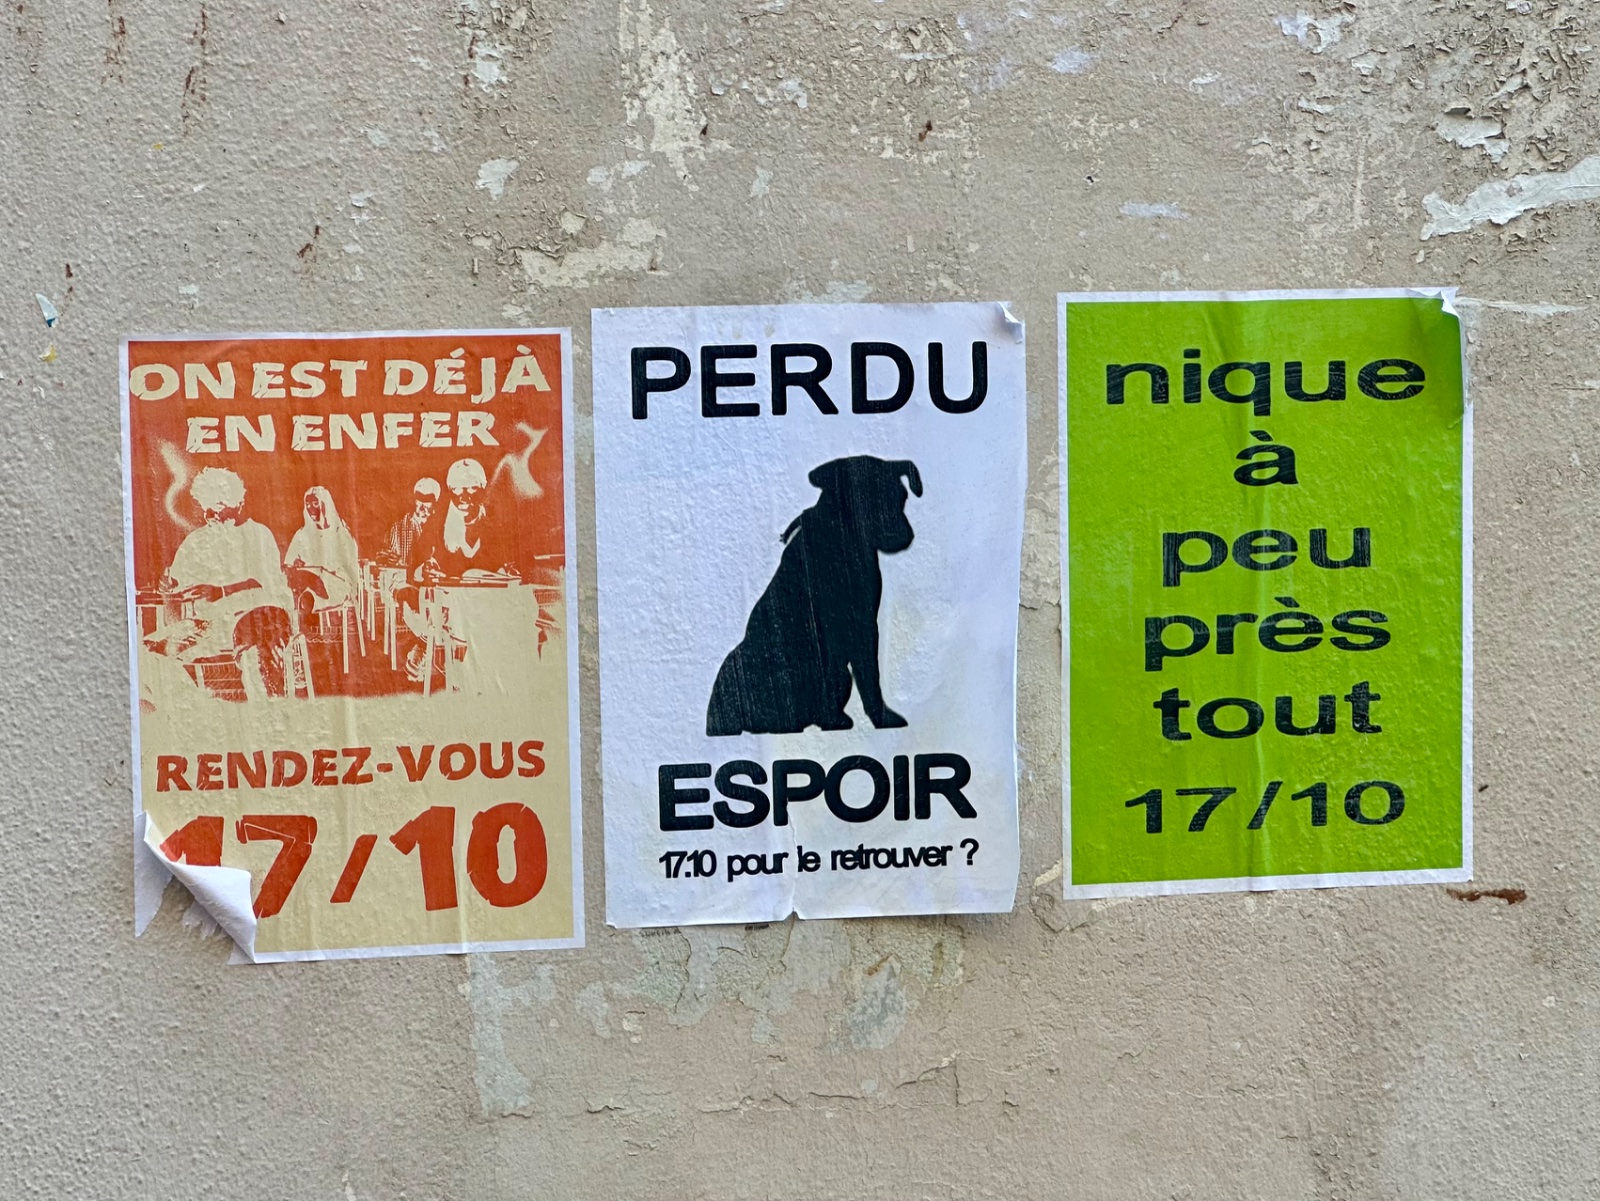 ON EST DÉJÀ
EN ENFER
RENDEZ-VOUS
17/10
PERDU
ESPOIR
17.10 pour le retrouver ?
nique
à
peu
près
tout
17/10